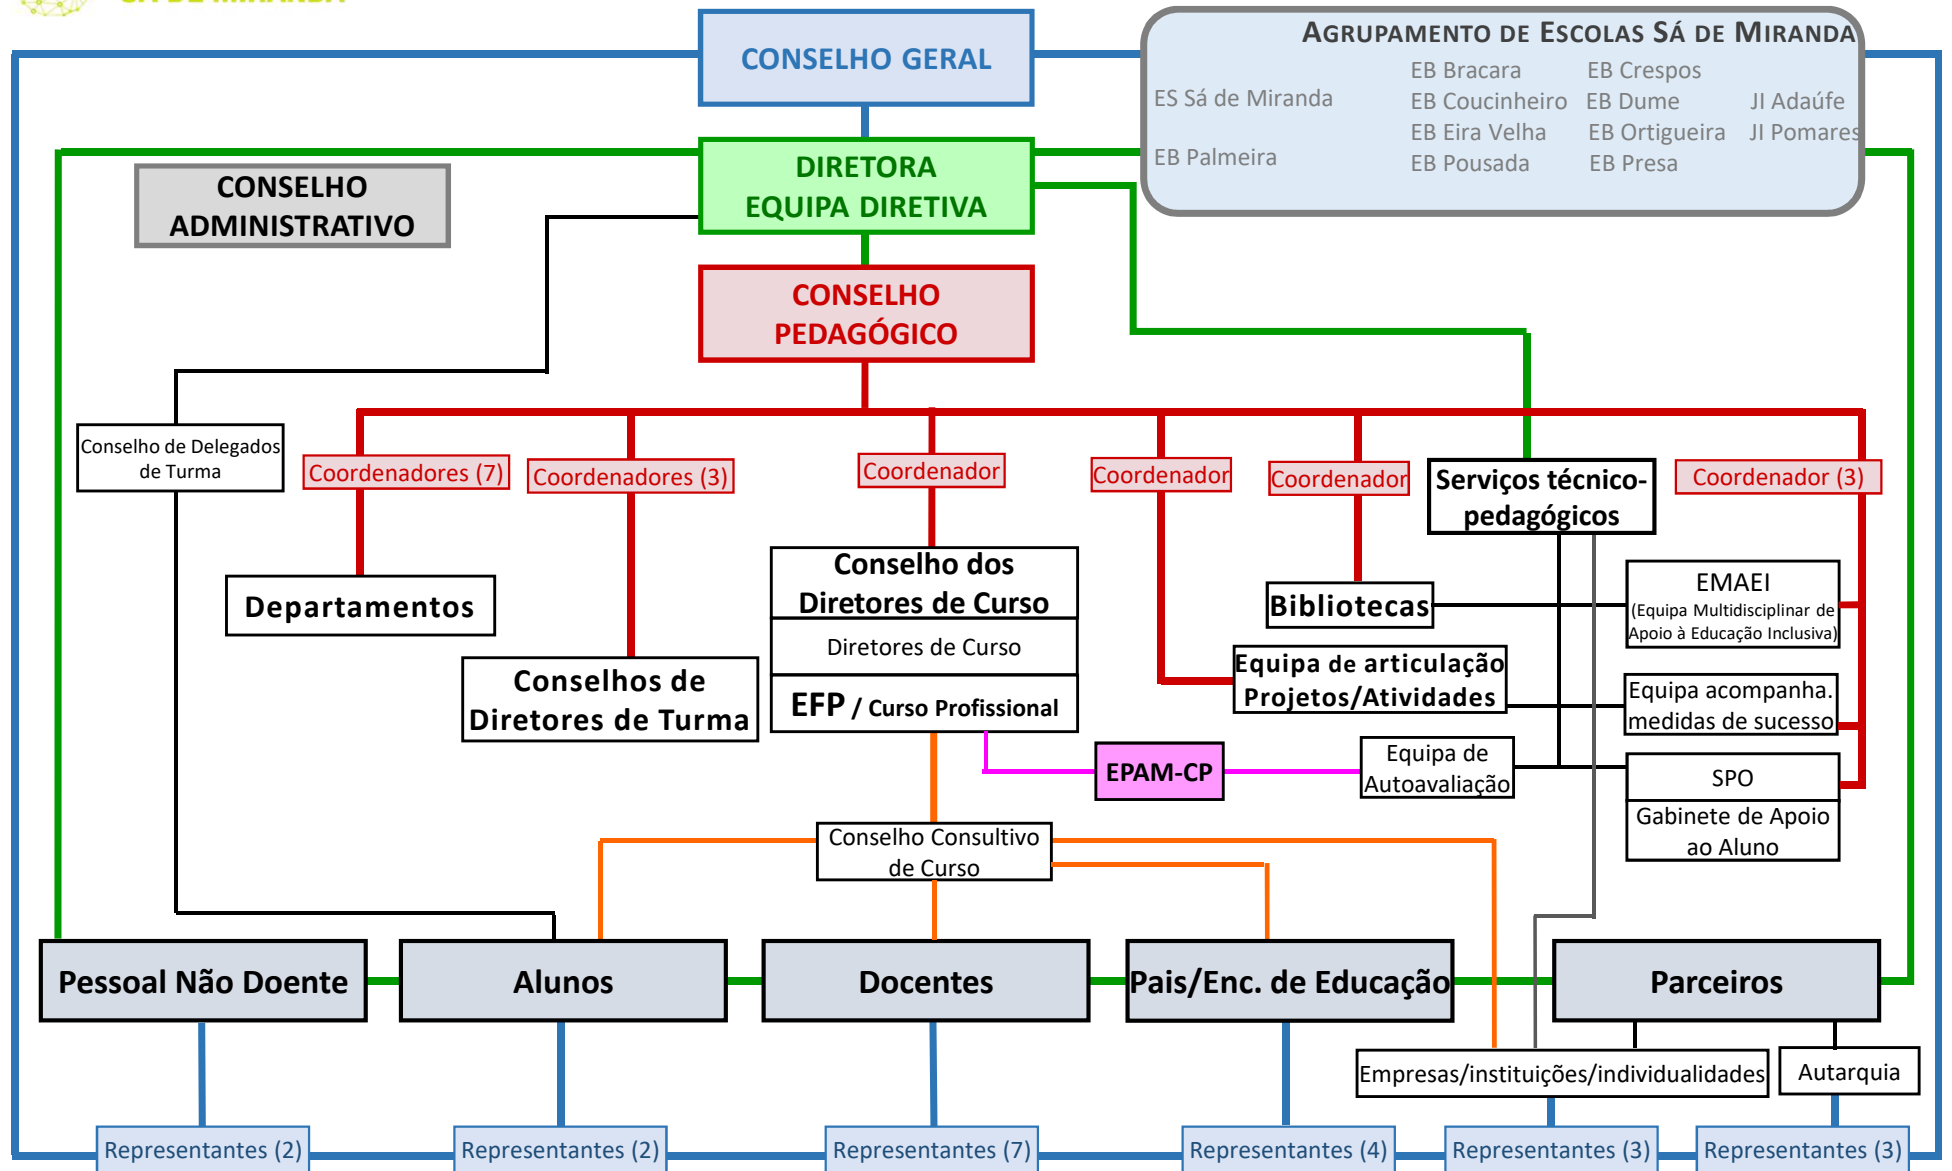 SÁ DE MIRANDA
CONSELHO GERAL
AGRUPAMENTO DE ESCOLAS SÁ DE MIRANDA
ES Sá de Miranda
EB Palmeira
EB Bracara
EB Coucinheiro
EB Eira Velha
EB Pousada
EB Crespos
EB Dume
EB Ortigueira
EB Presa
JI Adaúfe
JI Pomares
CONSELHO
ADMINISTRATIVO
DIRETORA
EQUIPA DIRETIVA
CONSELHO
PEDAGÓGICO
Conselho de Delegados
de Turma
Coordenadores (7)
Coordenadores (3)
Coordenador
Coordenador
Coordenador
Serviços técnico-
pedagógicos
Coordenador (3)
Departamentos
Conselhos de
Diretores de Turma
Conselho dos
Diretores de Curso
Diretores de Curso
EFP / Curso Profissional
Bibliotecas
Equipa de articulação
Projetos/Atividades
EMAEI
(Equipa Multidisciplinar de
Apoio à Educação Inclusiva)
Equipa acompanha.
medidas de sucesso
EPAM-CP
Equipa de
Autoavaliação
SPO
Gabinete de Apoio
ao Aluno
Conselho Consultivo
de Curso
Pessoal Não Doente
Alunos
Docentes
Pais/Enc. de Educação
Parceiros
Empresas/instituições/individualidades
Autarquia
Representantes (2)
Representantes (2)
Representantes (7)
Representantes (4)
Representantes (3)
Representantes (3)